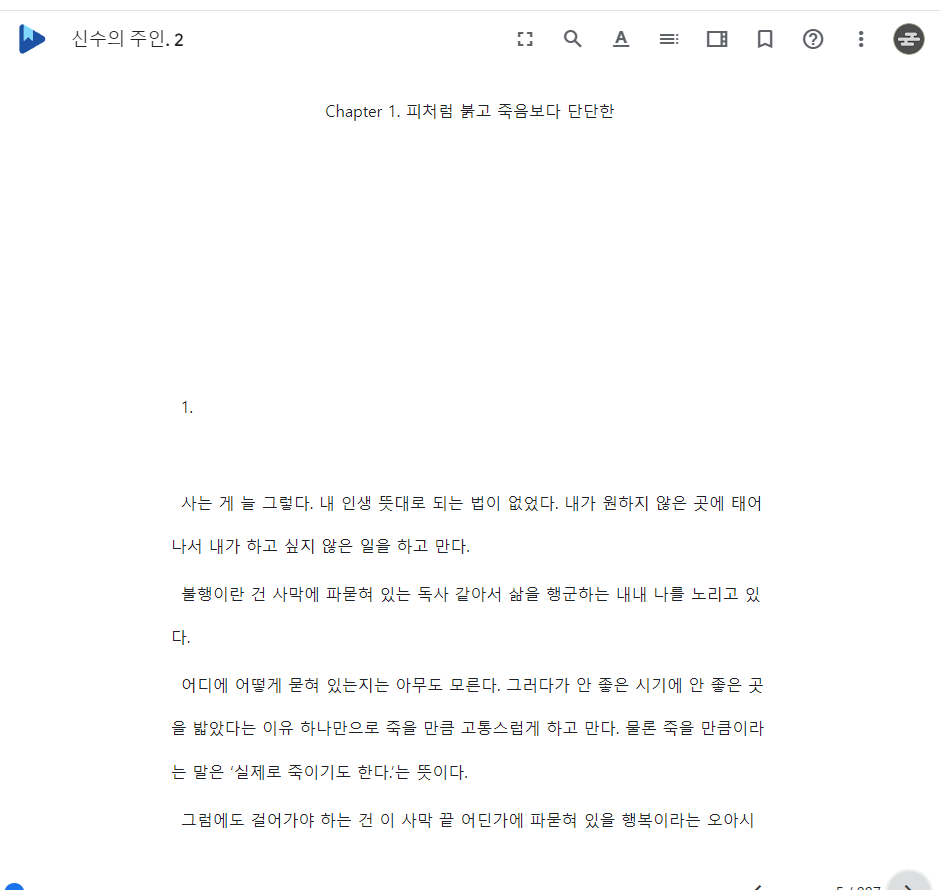 신수의 주인. 2
Chapter 1. 피처럼 붉고 죽음보다 단단한
1.
사는 게 늘 그렇다. 내 인생 뜻대로 되는 법이 없었다. 내가 원하지 않은 곳에 태어
나서 내가 하고 싶지 않은 일을 하고 만다.
불행이란 건 사막에 파묻혀 있는 독사 같아서 삶을 행군하는 내내 나를 노리고 있
다.
어디에 어떻게 묻혀 있는지는 아무도 모른다. 그러다가 안 좋은 시기에 안 좋은 곳
을 밟았다는 이유 하나만으로 죽을 만큼 고통스럽게 하고 만다. 물론 죽을 만큼이라
는 말은 ‘실제로 죽이기도 한다.’는 뜻이다.
그럼에도 걸어가야 하는 건 이 사막 끝 어딘가에 파묻혀 있을 행복이라는 오아시